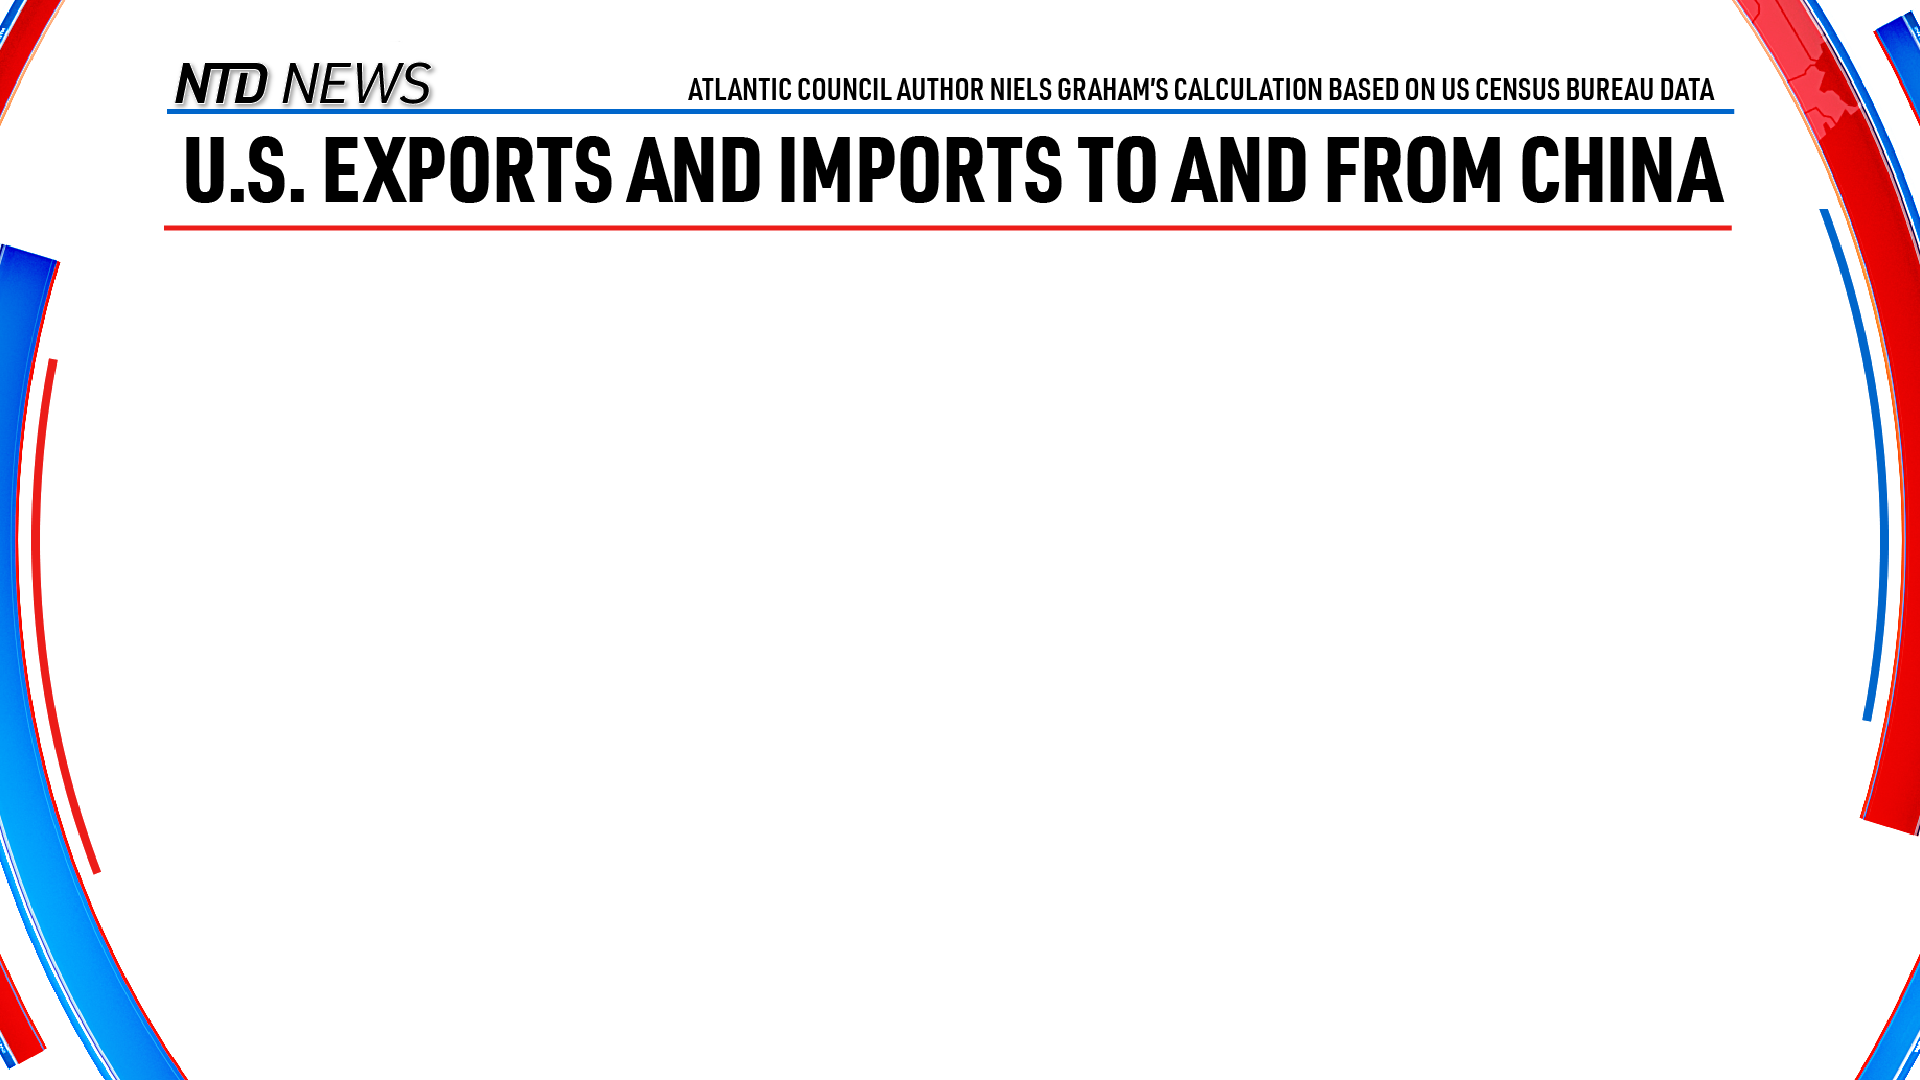 NTD NEWS
ATLANTIC COUNCIL AUTHOR NIELS GRAHAM'S CALCULATION BASED ON US CENSUS BUREAU DATA
U.S. EXPORTS AND IMPORTS TO AND FROM CHINA